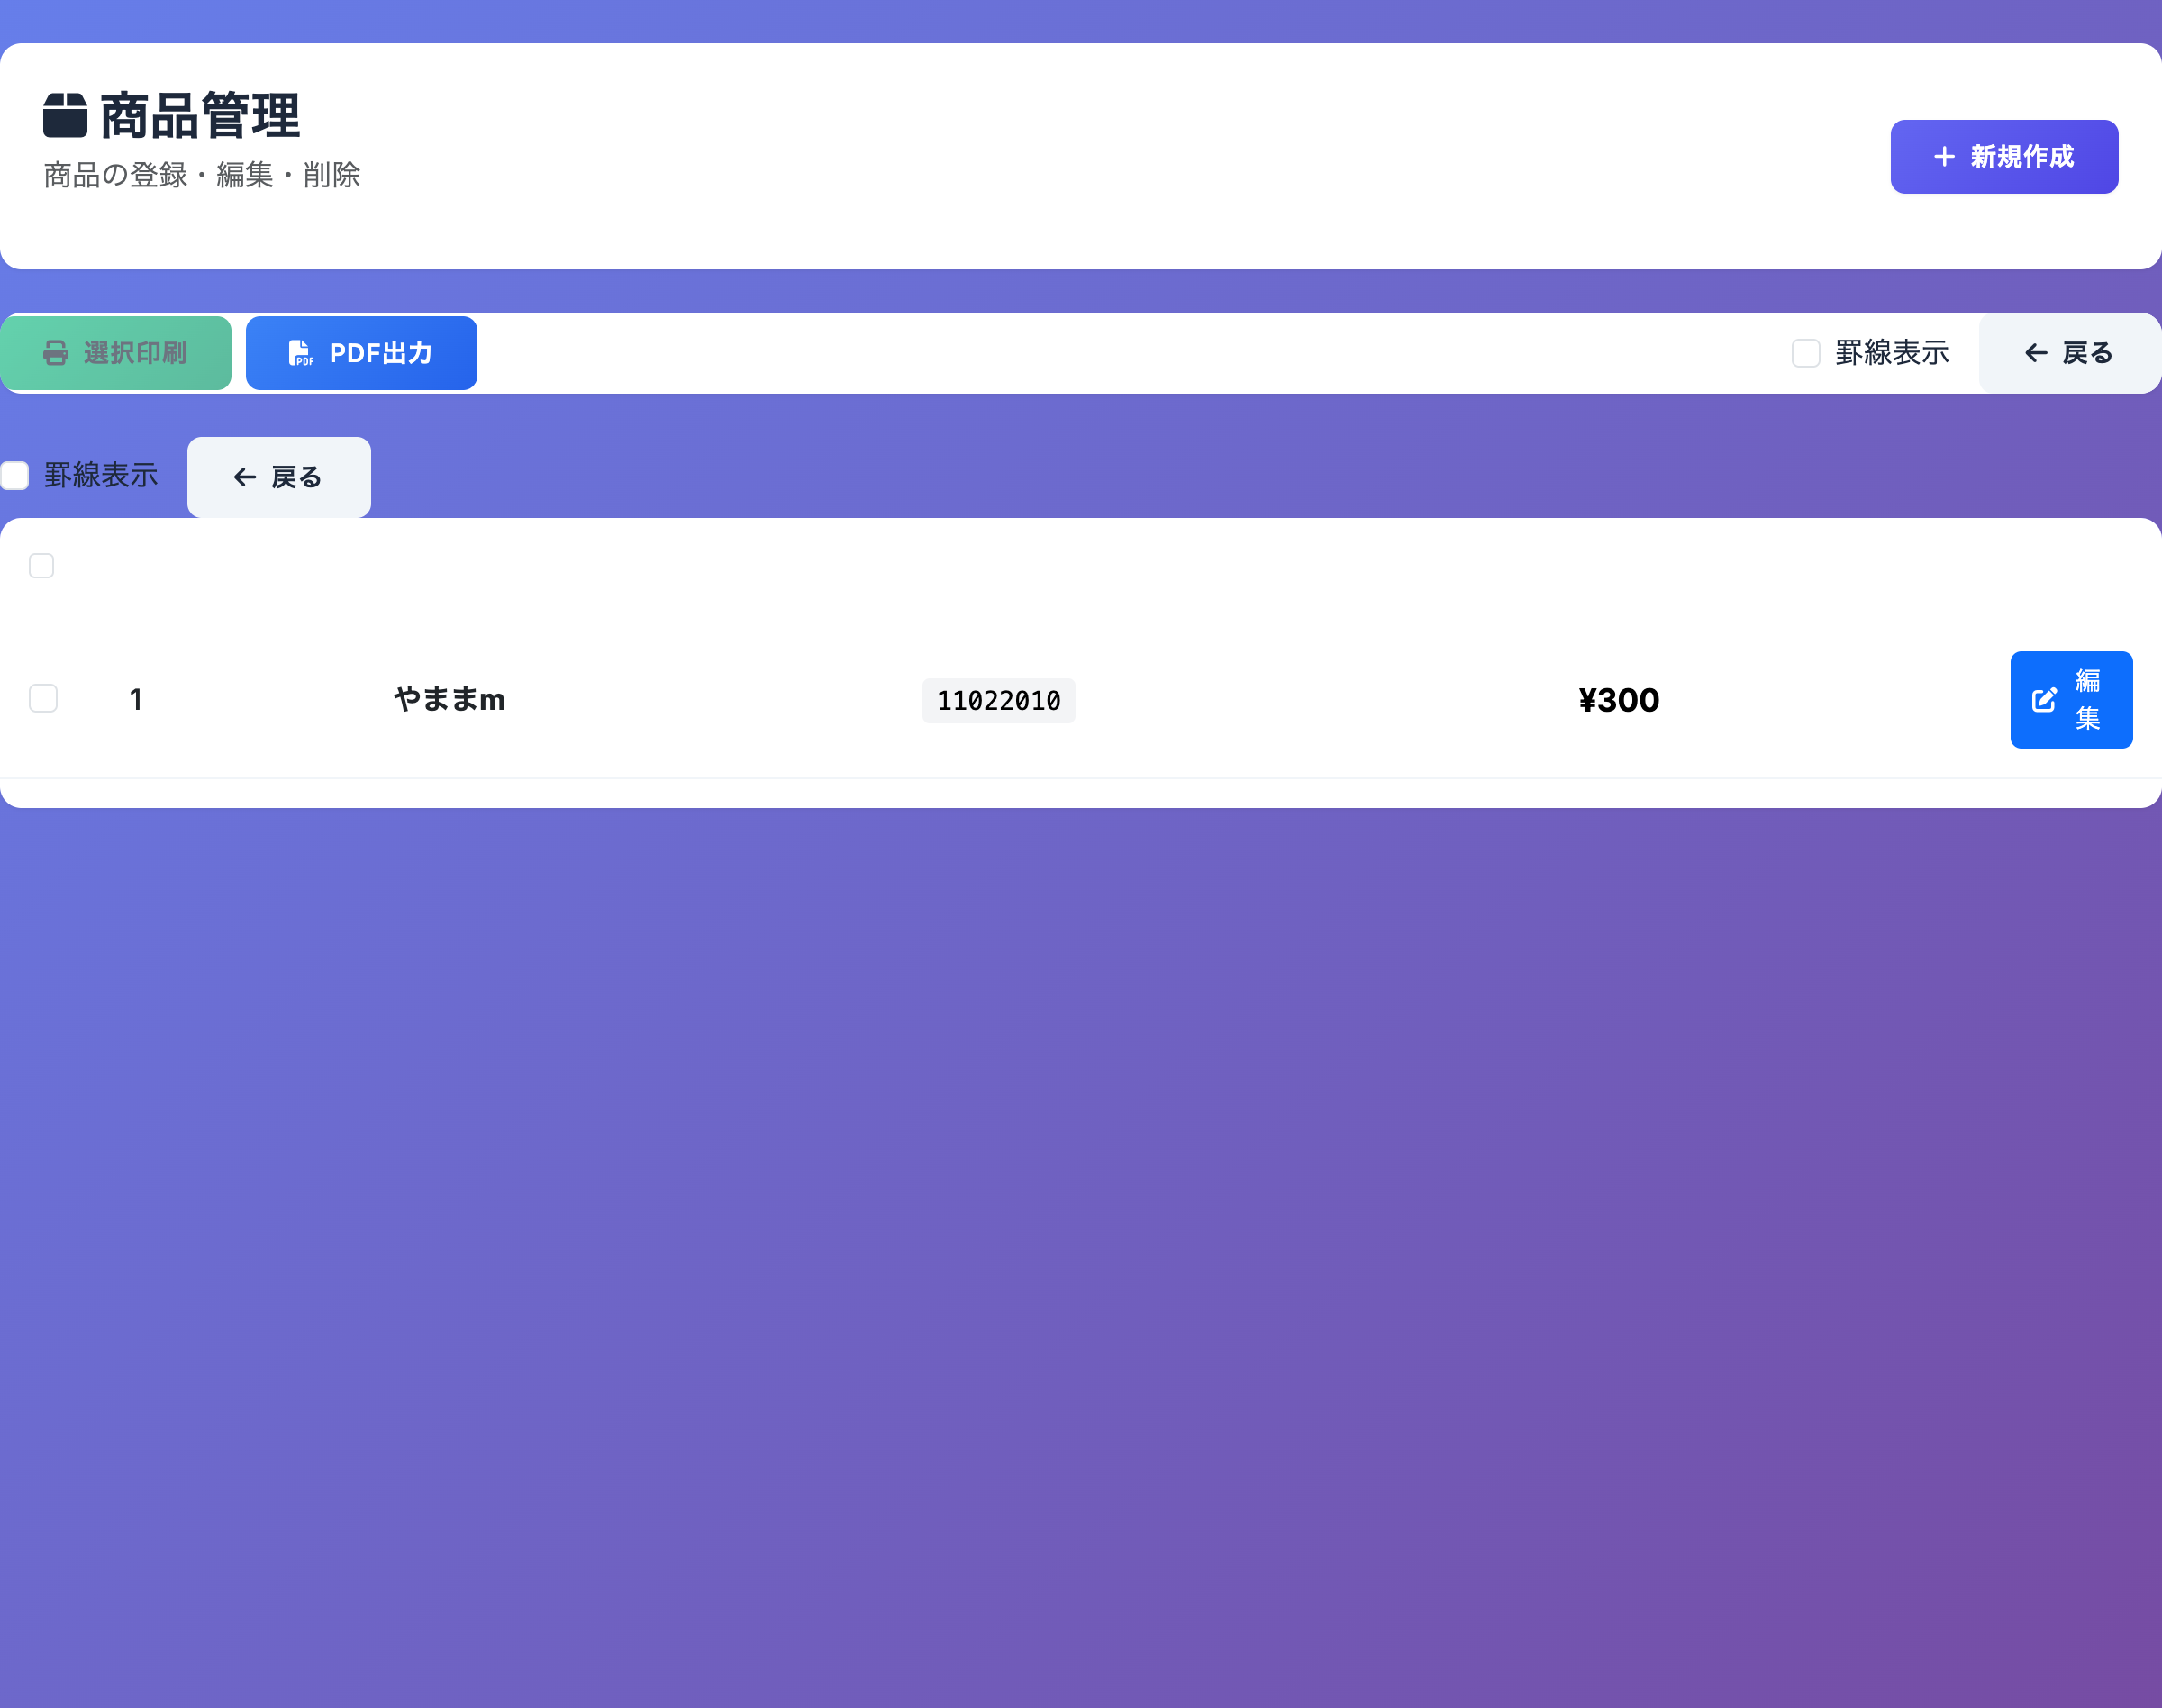 商品管理
商品の登録・編集・削除
新規作成
選択印刷
PDF出力
罫線表示
戻る
罫線表示
戻る
1
やままm
11022010
¥300
編
集